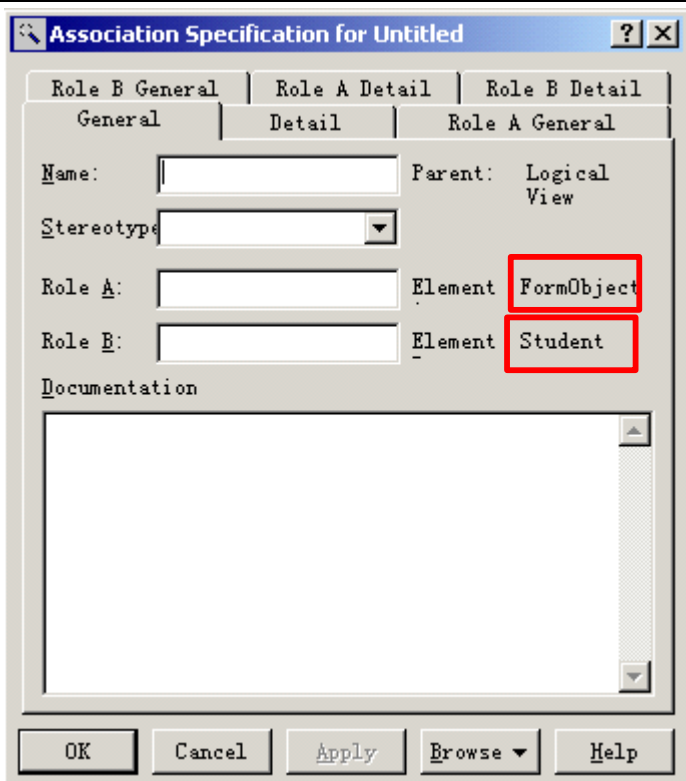 Association Specification for Untitled
Role B General Role A Detail Role B Detail
General Detail Role A General
Name: Parent: Logical View
Stereotype
Role A: Element FormObject
Role B: Element Student
Documentation
OK Cancel Apply Browse Help